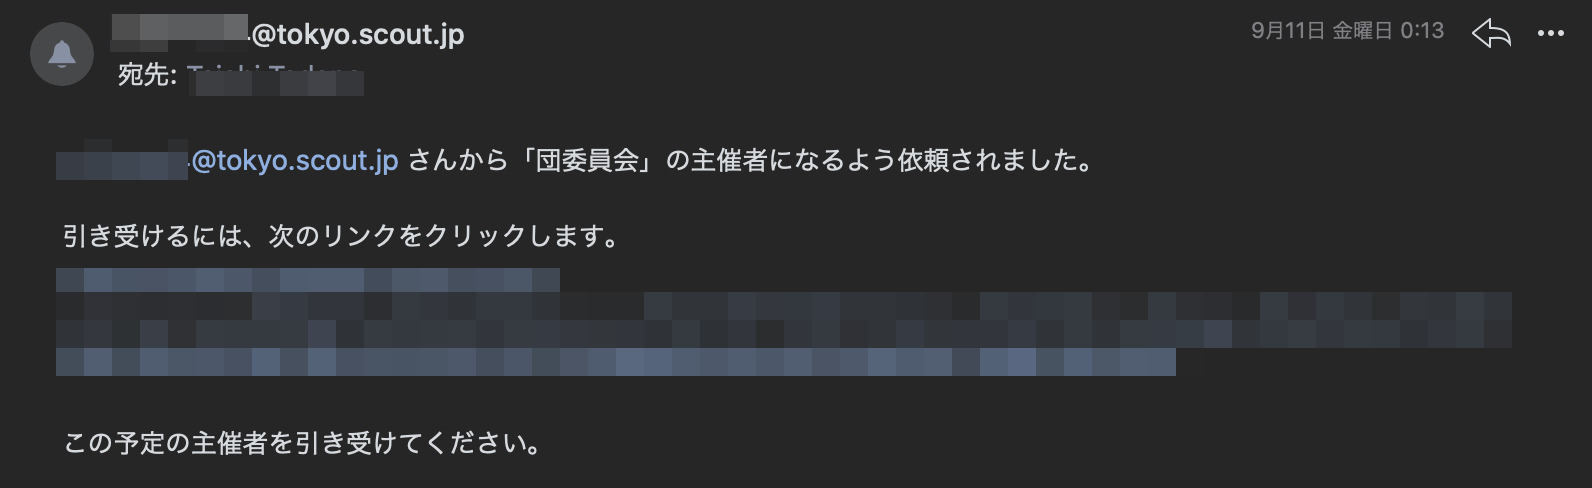 @tokyo.scout.jp
9月11日 金曜日 0:13
宛先:
@tokyo.scout.jp さんから「団委員会」の主催者になるよう依頼されました。
引き受けるには、次のリンクをクリックします。
この予定の主催者を引き受けてください。